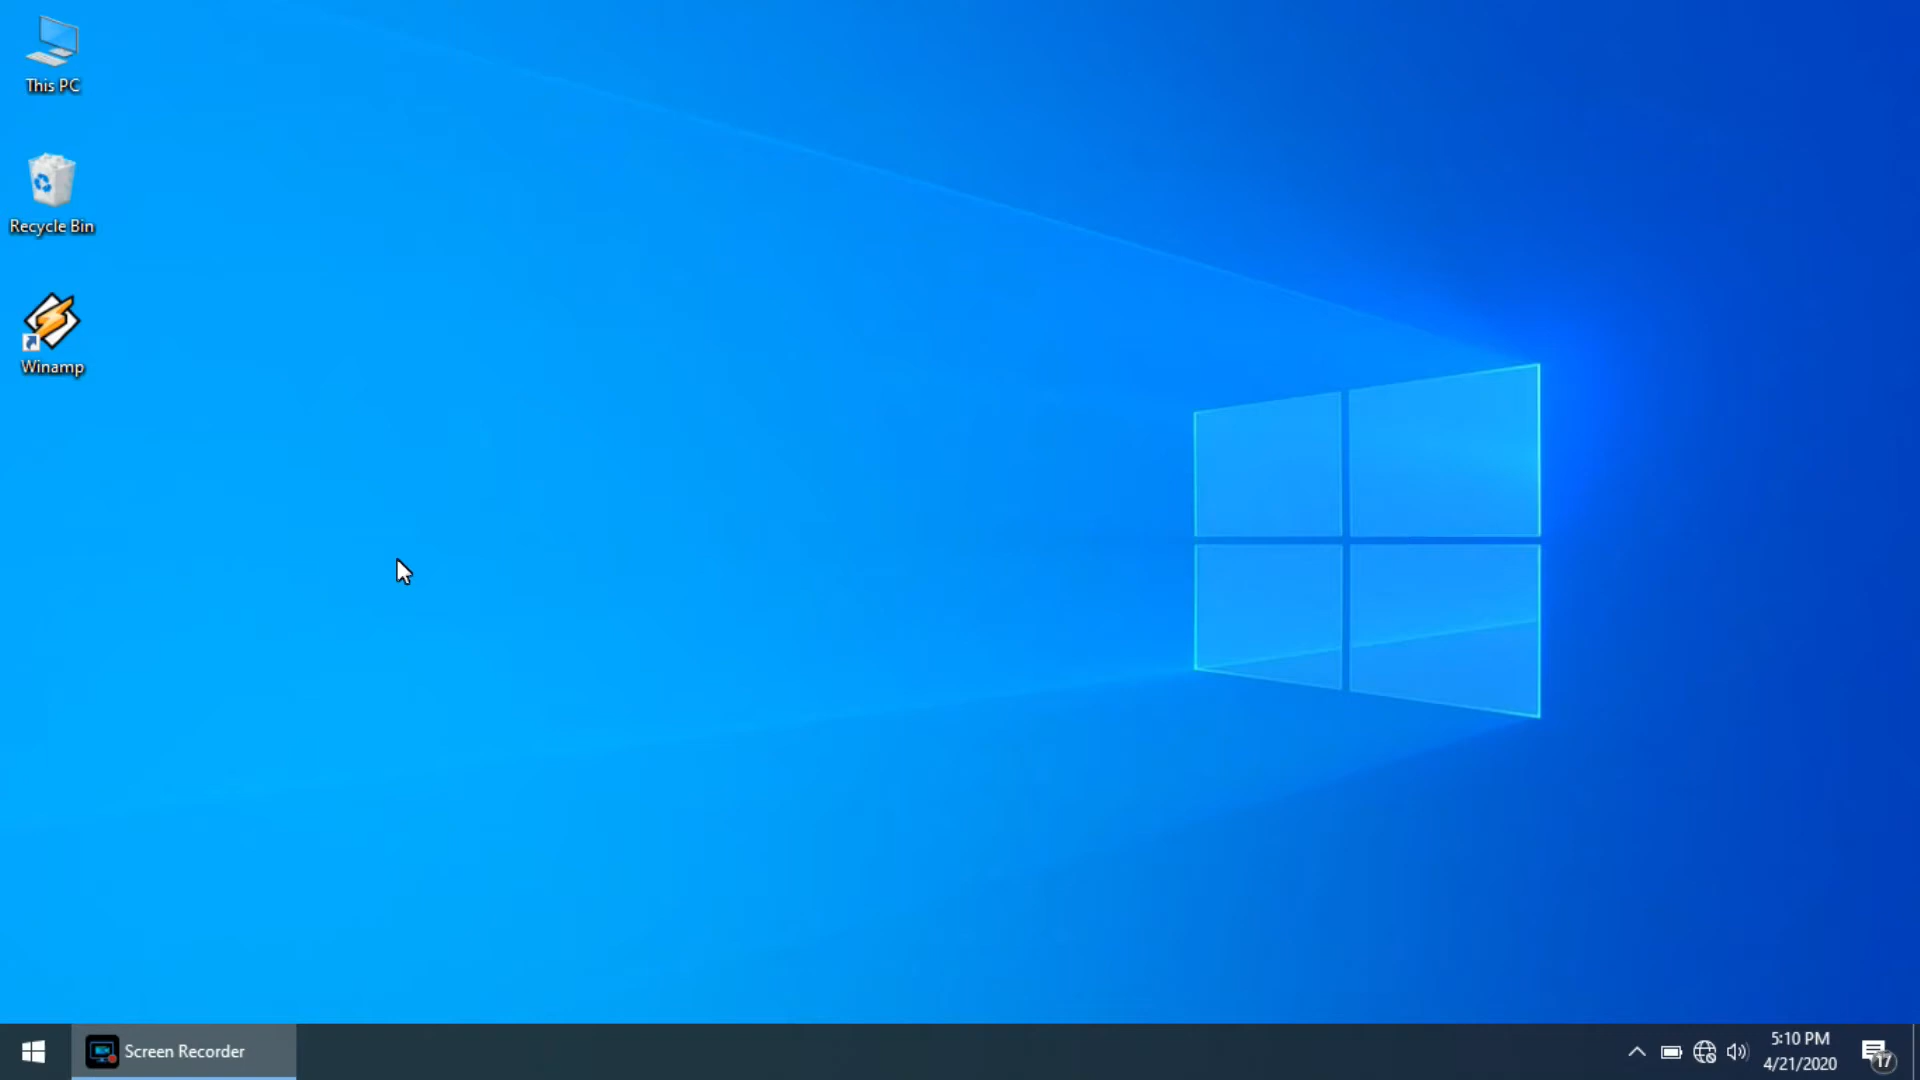 This PC
Recycle Bin
Winamp
Screen Recorder
5:10 PM
4/21/2020
17